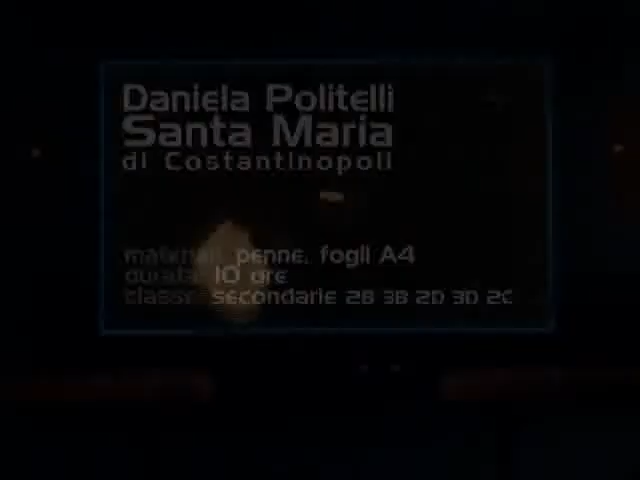 Daniela Politelli
Santa Maria
di Costantinopoli
materiali: penne, fogli A4
durata: 10 ore
classi: secondarie 2B 3B 2D 3D 2C